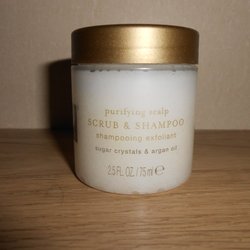 purifying scalp
SCRUB & SHAMPOO
shampooing exfoliant
sugar crystals & argan oil
2.5 FL.OZ. / 75 ml ℮